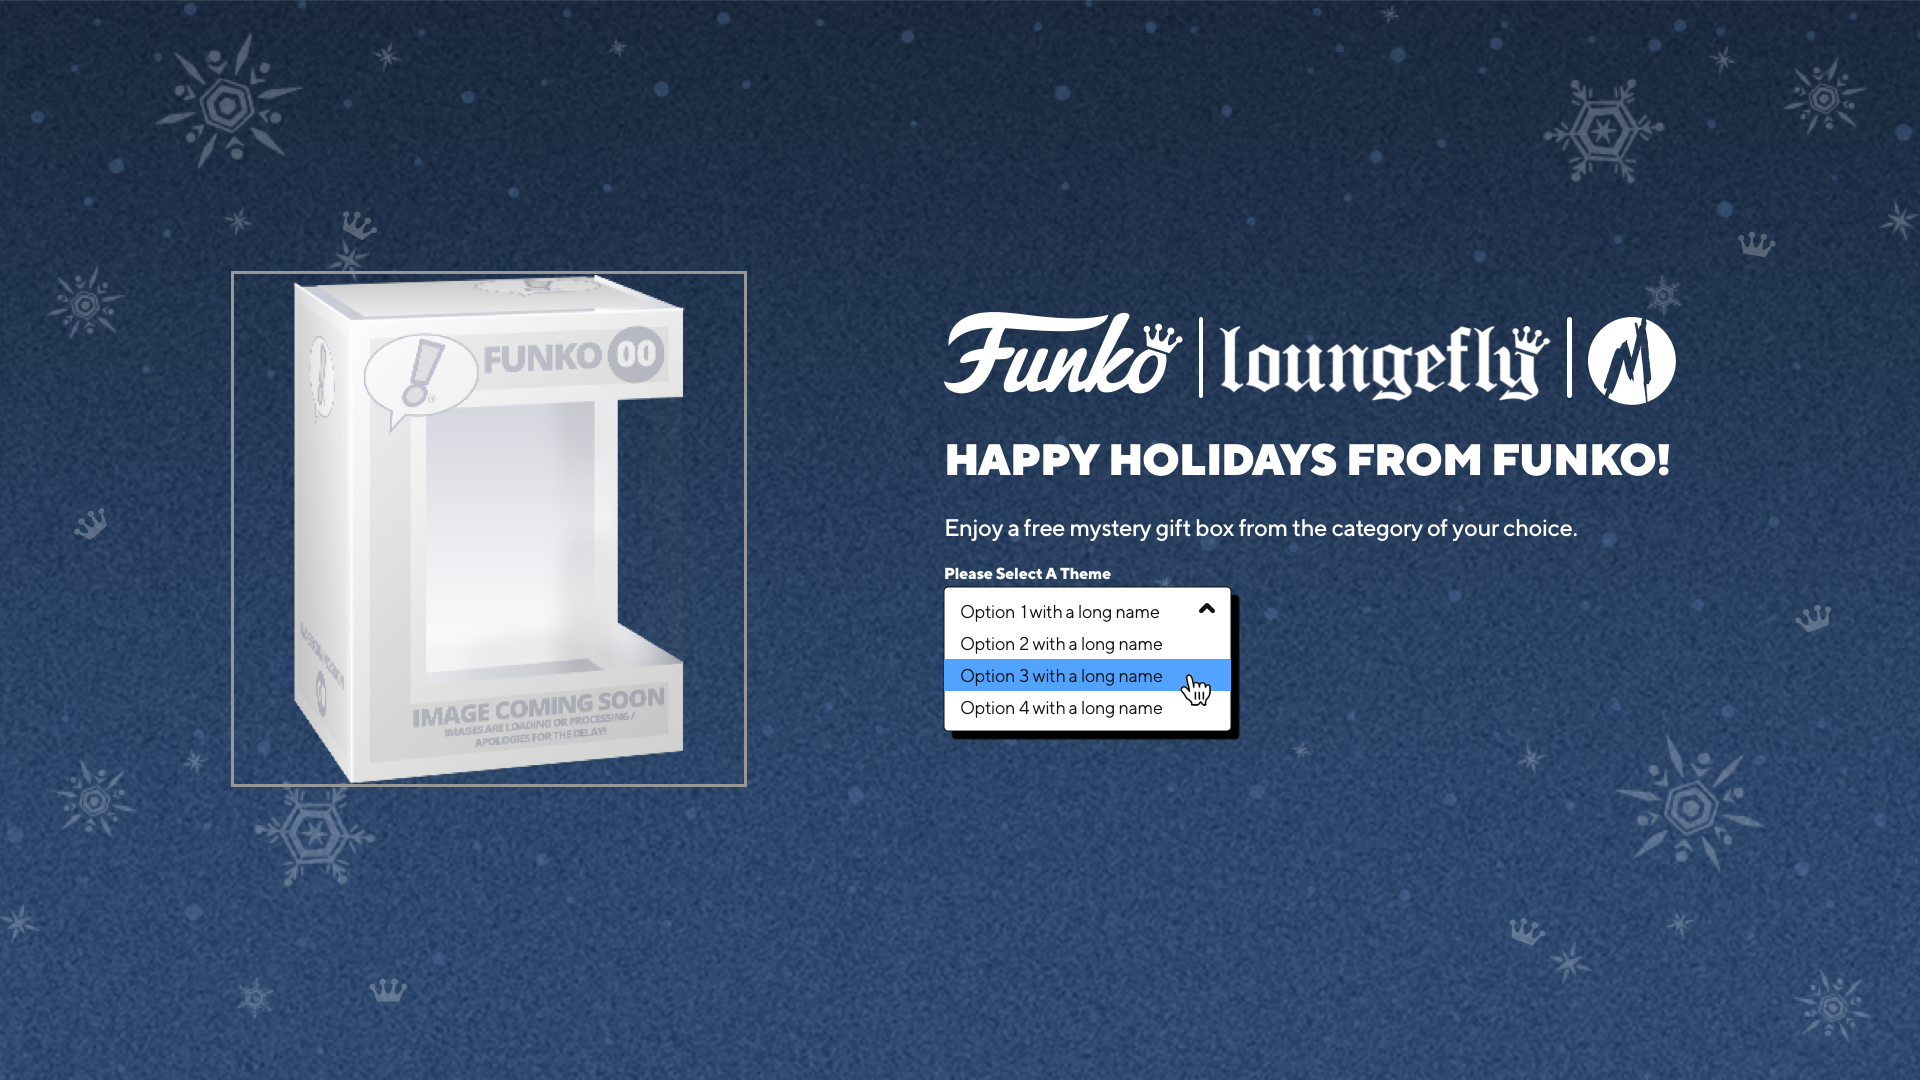 FUNKO 00
IMAGE COMING SOON
IMAGES ARE LOADING OR PROCESSING /
APOLOGIES FOR THE DELAY!
Funko | loungefly | M
HAPPY HOLIDAYS FROM FUNKO!
Enjoy a free mystery gift box from the category of your choice.
Please Select A Theme
Option 1 with a long name
Option 2 with a long name
Option 3 with a long name
Option 4 with a long name